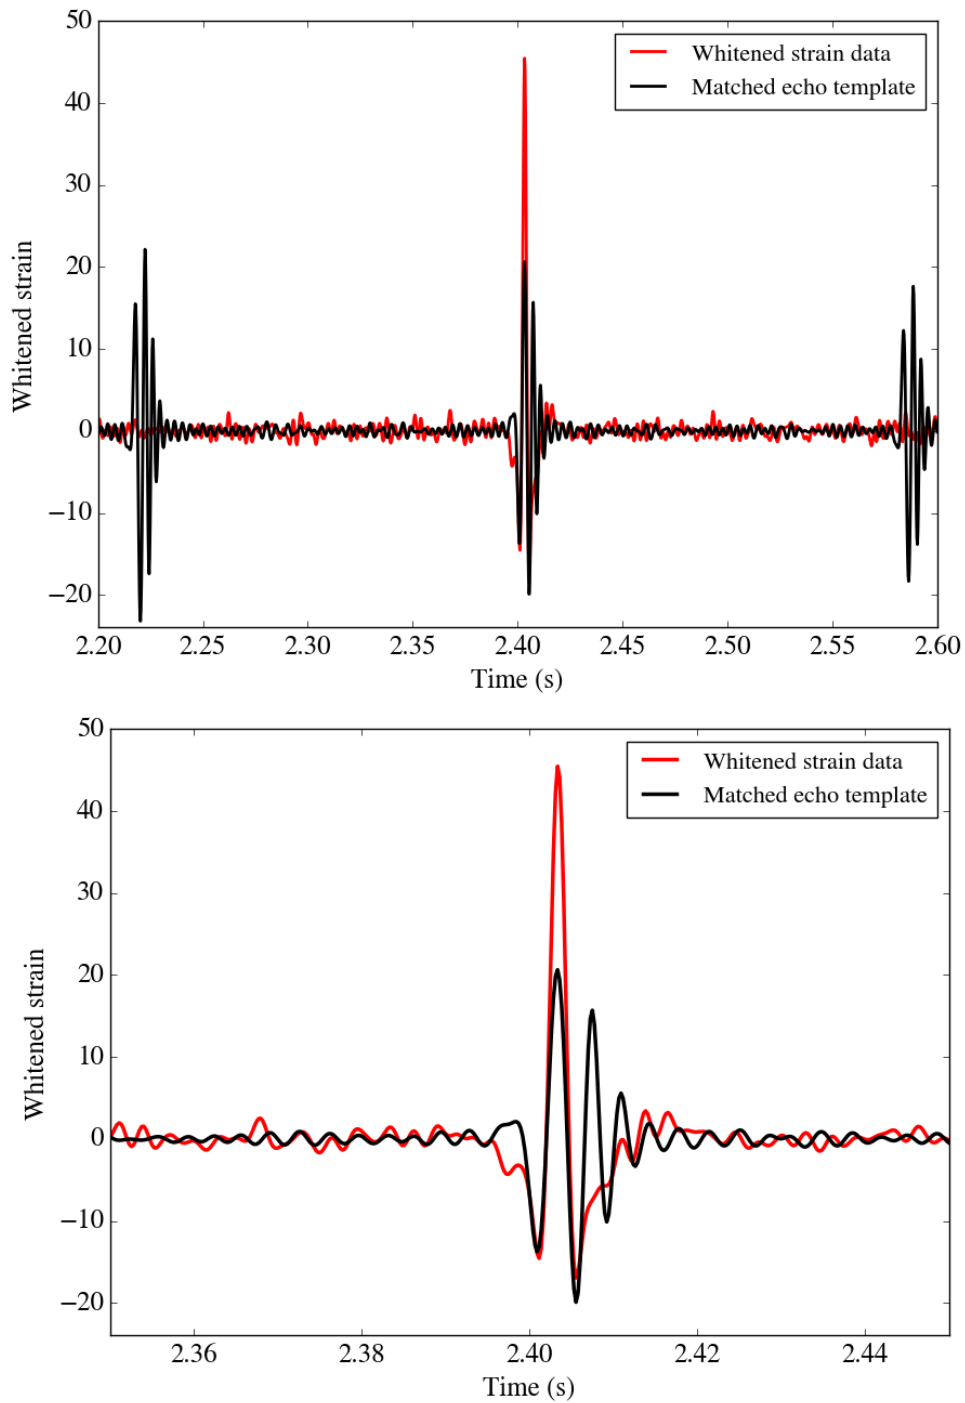 50
40
30
20
10
0
−10
−20
Whitened strain
Whitened strain data
Matched echo template
2.20 2.25 2.30 2.35 2.40 2.45 2.50 2.55 2.60
Time (s)
50
40
30
20
10
0
−10
−20
Whitened strain
Whitened strain data
Matched echo template
2.36 2.38 2.40 2.42 2.44
Time (s)